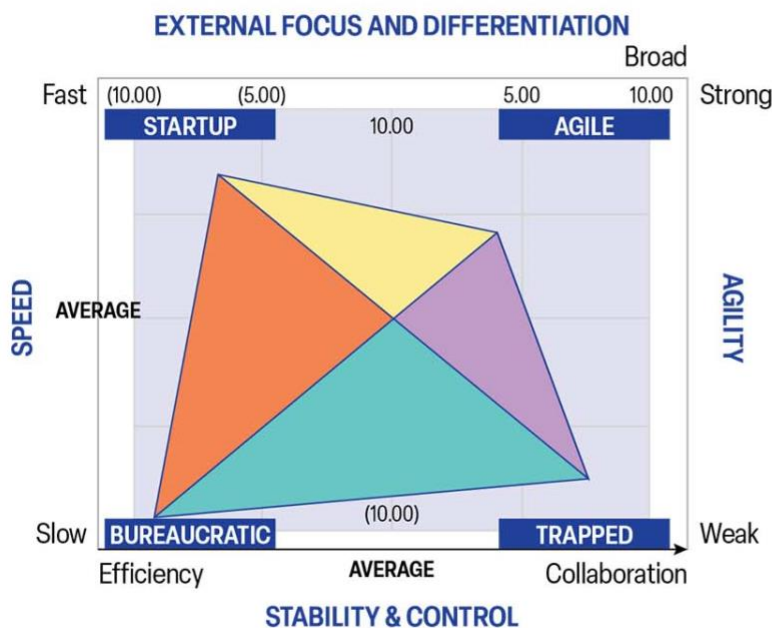 EXTERNAL FOCUS AND DIFFERENTIATION
Broad
Fast (10.00) (5.00) 5.00 10.00 Strong
STARTUP 10.00 AGILE
SPEED
AVERAGE
AGILITY
(10.00)
Slow BUREAUCRATIC TRAPPED Weak
Efficiency AVERAGE Collaboration
STABILITY & CONTROL